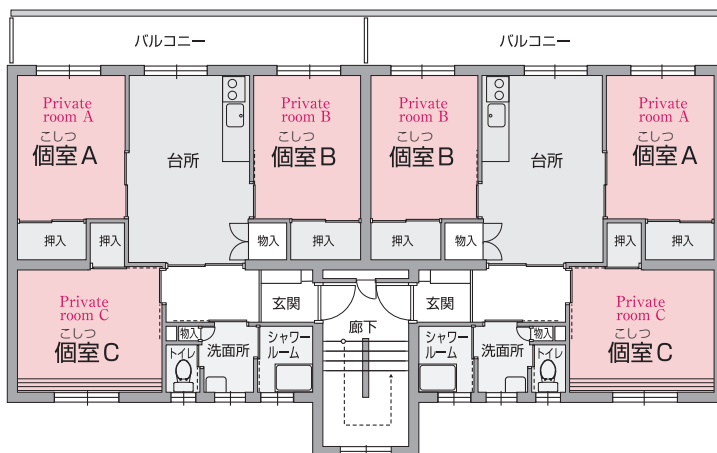 バルコニー
バルコニー
Private
room A
こしつ
個室A
台所
Private
room B
こしつ
個室B
Private
room B
こしつ
個室B
台所
Private
room A
こしつ
個室A
押入
押入
物入
押入
押入
物入
押入
押入
Private
room C
こしつ
個室C
玄関
廊下
玄関
Private
room C
こしつ
個室C
物入
トイレ
洗面所
シャワー
ルーム
シャワー
ルーム
洗面所
物入
トイレ